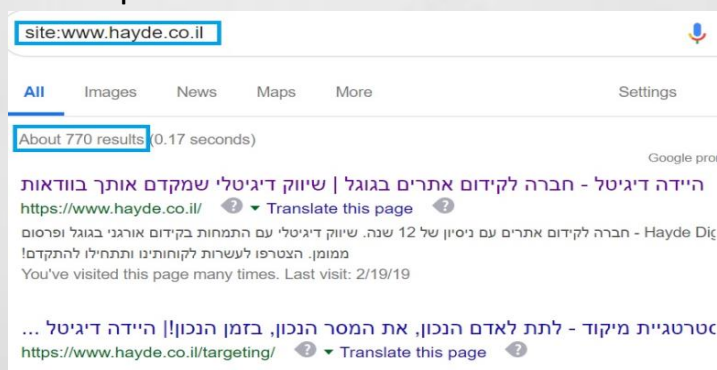 site:www.hayde.co.il
All Images News Maps More Settings
About 770 results (0.17 seconds)
Google
היידה דיגיטל - חברה לקידום אתרים בגוגל | שיווק דיגיטלי שמקדם אותך בוודאות
https://www.hayde.co.il/ Translate this page
Hayde - חברה לקידום אתרים עם ניסיון של 12 שנה. שיווק דיגיטלי עם התמחות בקידום אורגני בגוגל ופרסום
ממומן. הצטרפו לעשרות לקוחותינו ותתחילו להתקדם!
You've visited this page many times. Last visit: 2/19/19
מיקוד - לתת לאדם הנכון, את המסר הנכון, בזמן הנכון!| היידה דיגיטל ...
https://www.hayde.co.il/targeting/ Translate this page